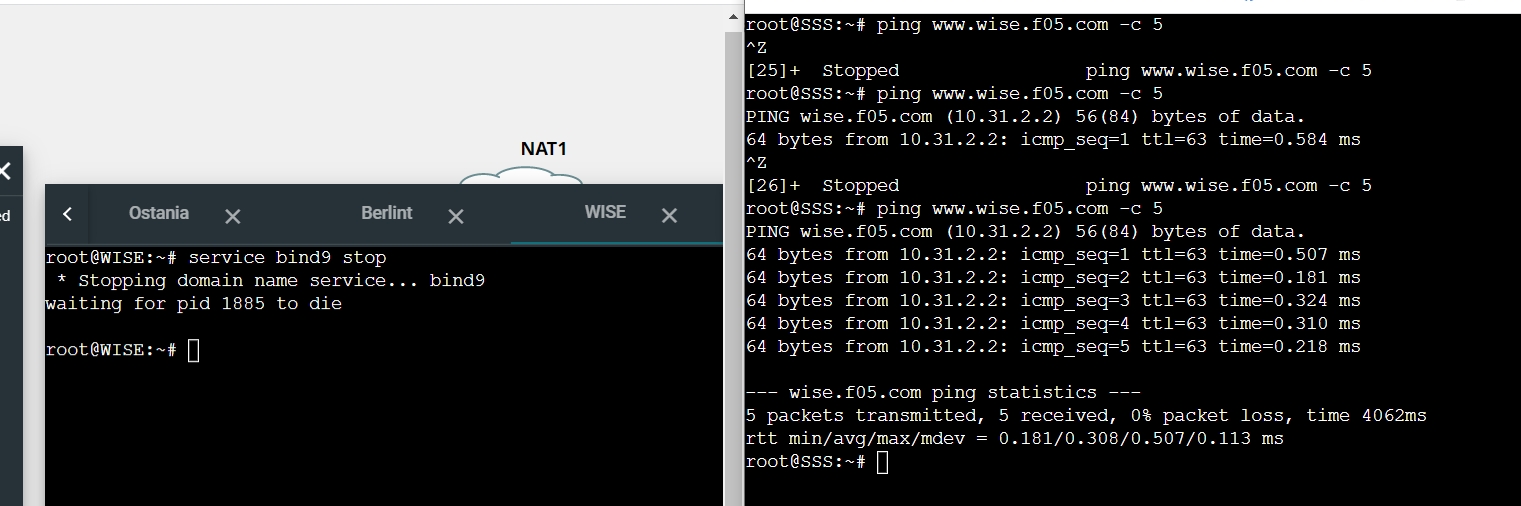 NAT1
ed
Ostania
Berlint
WISE
root@WISE:~# service bind9 stop
* Stopping domain name service... bind9
waiting for pid 1885 to die
root@WISE:~#
root@SSS:~# ping www.wise.f05.com -c 5
^Z
[25]+  Stopped                 ping www.wise.f05.com -c 5
root@SSS:~# ping www.wise.f05.com -c 5
PING wise.f05.com (10.31.2.2) 56(84) bytes of data.
64 bytes from 10.31.2.2: icmp_seq=1 ttl=63 time=0.584 ms
^Z
[26]+  Stopped                 ping www.wise.f05.com -c 5
root@SSS:~# ping www.wise.f05.com -c 5
PING wise.f05.com (10.31.2.2) 56(84) bytes of data.
64 bytes from 10.31.2.2: icmp_seq=1 ttl=63 time=0.507 ms
64 bytes from 10.31.2.2: icmp_seq=2 ttl=63 time=0.181 ms
64 bytes from 10.31.2.2: icmp_seq=3 ttl=63 time=0.324 ms
64 bytes from 10.31.2.2: icmp_seq=4 ttl=63 time=0.310 ms
64 bytes from 10.31.2.2: icmp_seq=5 ttl=63 time=0.218 ms
--- wise.f05.com ping statistics ---
5 packets transmitted, 5 received, 0% packet loss, time 4062ms
rtt min/avg/max/mdev = 0.181/0.308/0.507/0.113 ms
root@SSS:~#